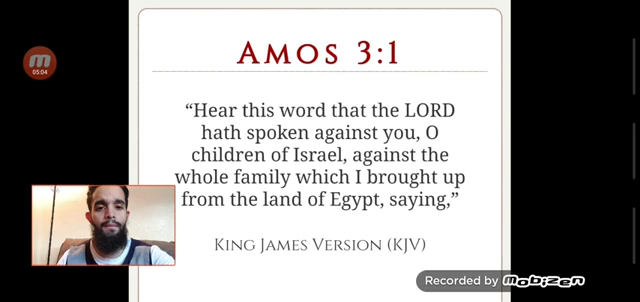 AMOS 3:1
05:04
“Hear this word that the LORD
hath spoken against you, O
children of Israel, against the
whole family which I brought up
from the land of Egypt, saying,”
KING JAMES VERSION (KJV)
Recorded by mobizen